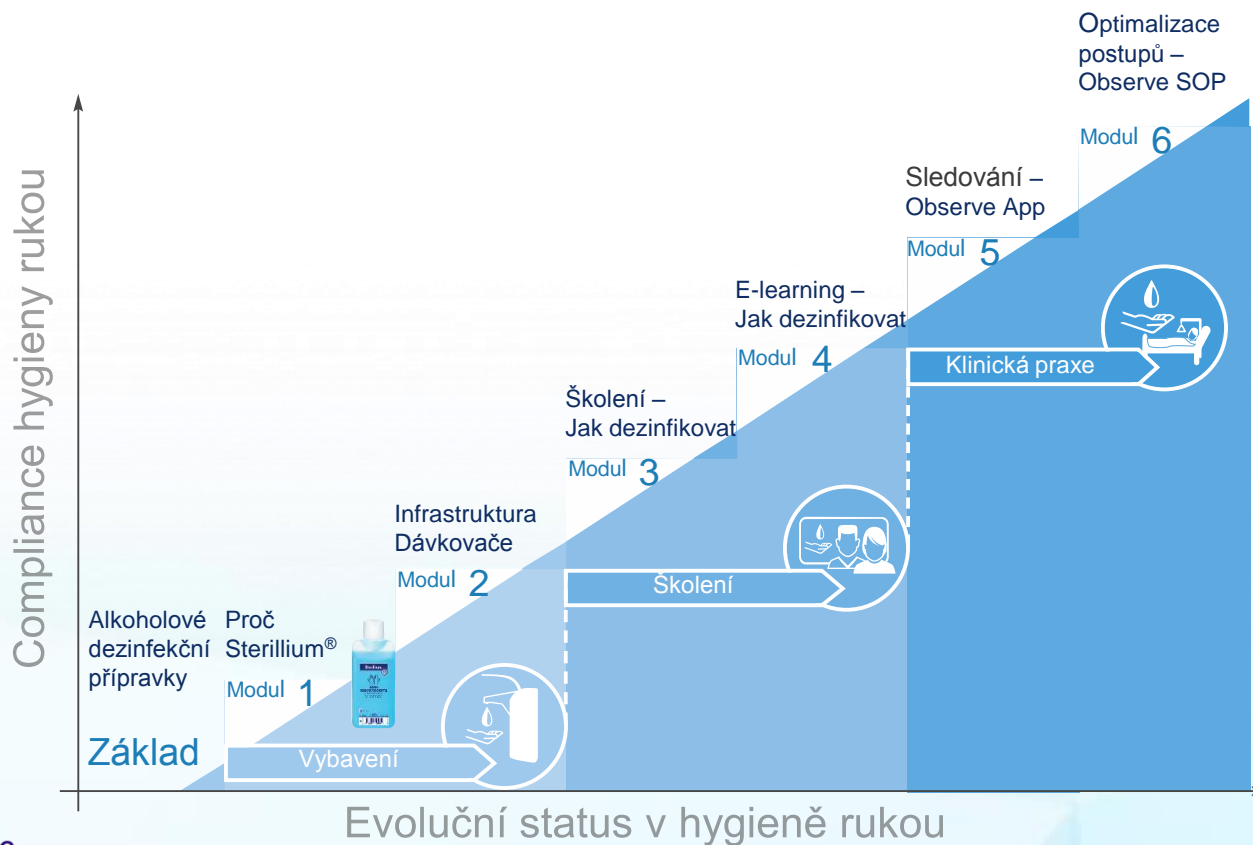 Optimalizace
postupů –
Observe SOP
Modul 6
Sledování –
Observe App
Modul 5
E-learning –
Jak dezinfikovat
Modul 4
Klinická praxe
Školení –
Jak dezinfikovat
Modul 3
Infrastruktura
Dávkovače
Modul 2
Školení
Alkoholové
dezinfekční
přípravky
Proč
Sterillium®
Modul 1
Základ
Vybavení
Compliance hygieny rukou
Evoluční status v hygieně rukou